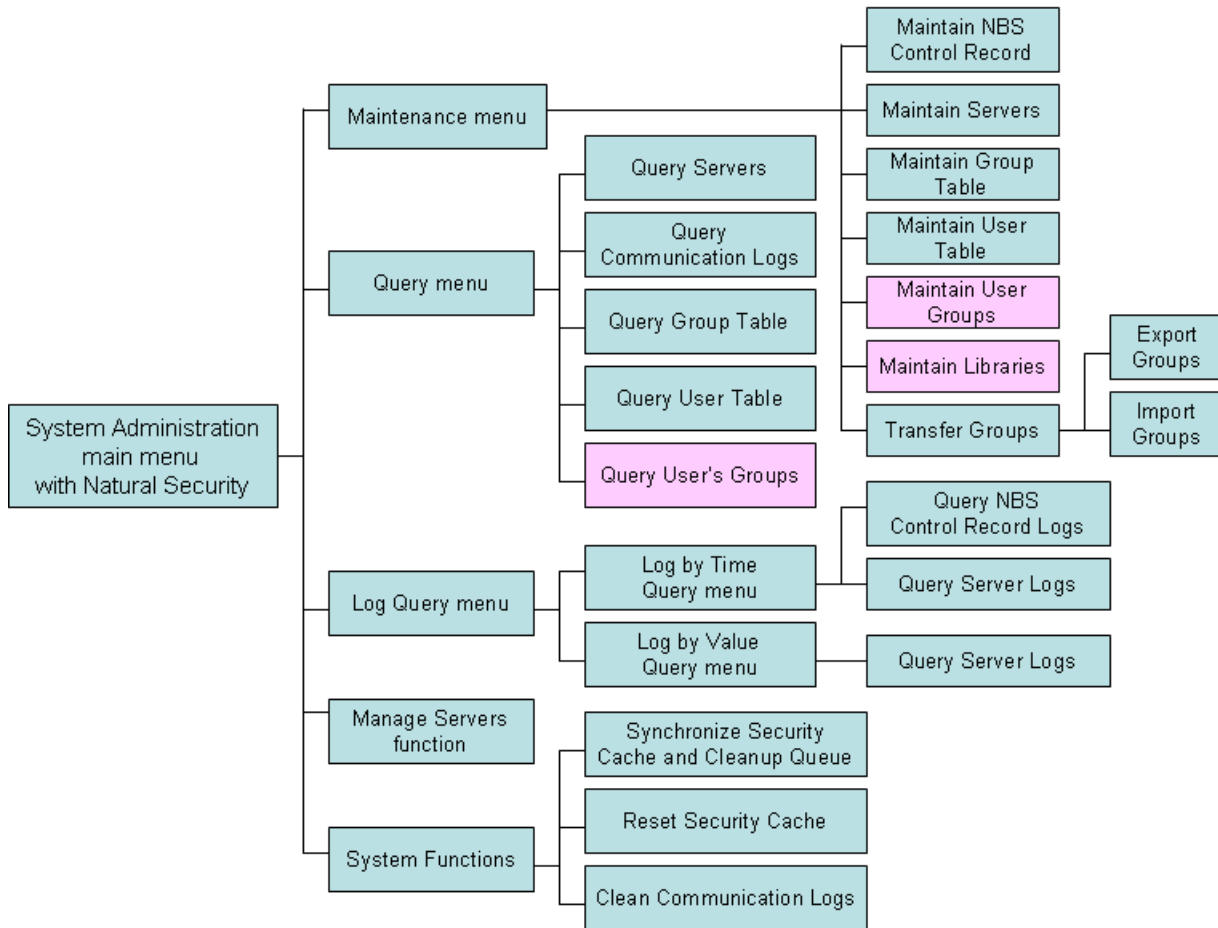 System Administration
main menu
with Natural Security
Maintenance menu
Maintain NBS
Control Record
Maintain Servers
Maintain Group
Table
Maintain User
Table
Maintain User
Groups
Maintain Libraries
Transfer Groups
Export
Groups
Import
Groups
Query menu
Query Servers
Query
Communication Logs
Query Group Table
Query User Table
Query User's Groups
Log Query menu
Log by Time
Query menu
Query NBS
Control Record Logs
Query Server Logs
Log by Value
Query menu
Query Server Logs
Manage Servers
function
System Functions
Synchronize Security
Cache and Cleanup Queue
Reset Security Cache
Clean Communication Logs